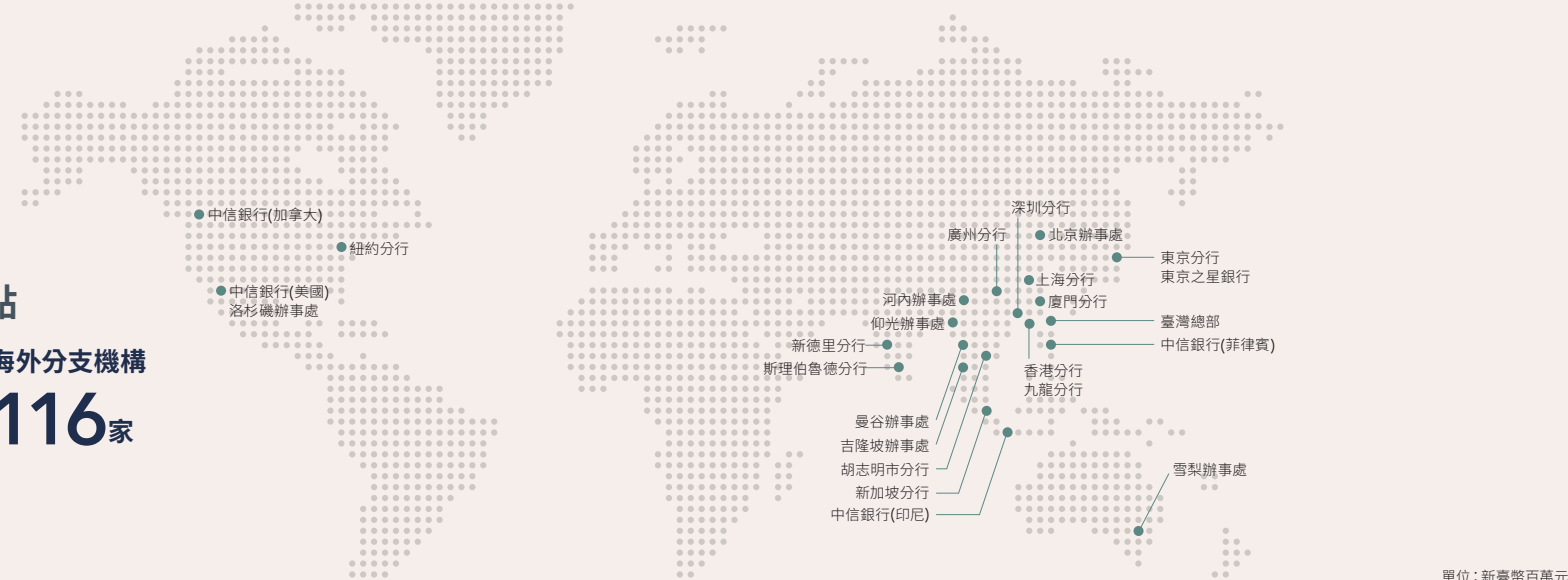 點
海外分支機構
116家
中信銀行(加拿大)
紐約分行
中信銀行(美國)
洛杉磯辦事處
深圳分行
廣州分行
北京辦事處
東京分行
東京之星銀行
上海分行
河內辦事處
廈門分行
仰光辦事處
臺灣總部
新德里分行
中信銀行(菲律賓)
斯理伯魯德分行
香港分行
九龍分行
曼谷辦事處
吉隆坡辦事處
胡志明市分行
雪梨辦事處
新加坡分行
中信銀行(印尼)
單位：新臺幣百萬元